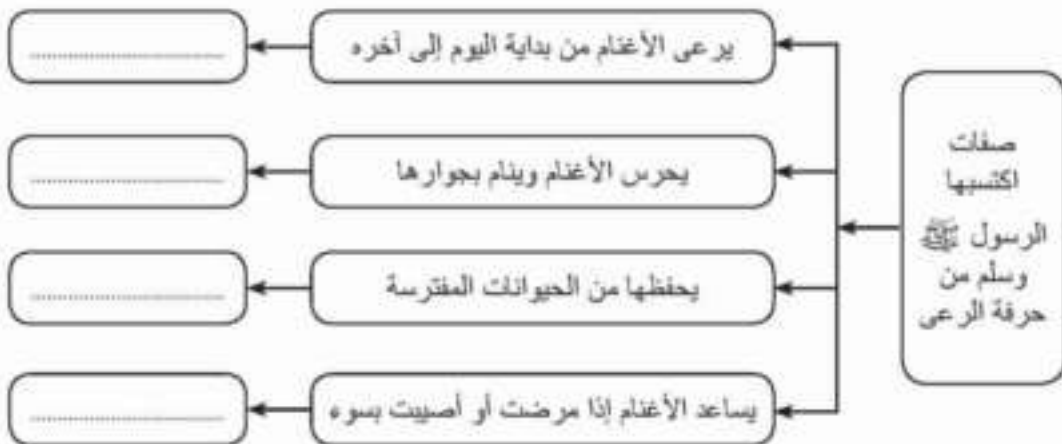 صفات
اكتسبها
الرسول ﷺ
وسلم من
حرفة الرعى
يرعى الأغنام من بداية اليوم إلى آخره
........................
يحرس الأغنام وينام بجوارها
........................
يحفظها من الحيوانات المفترسة
........................
يساعد الأغنام إذا مرضت أو أصيبت بسوء
........................